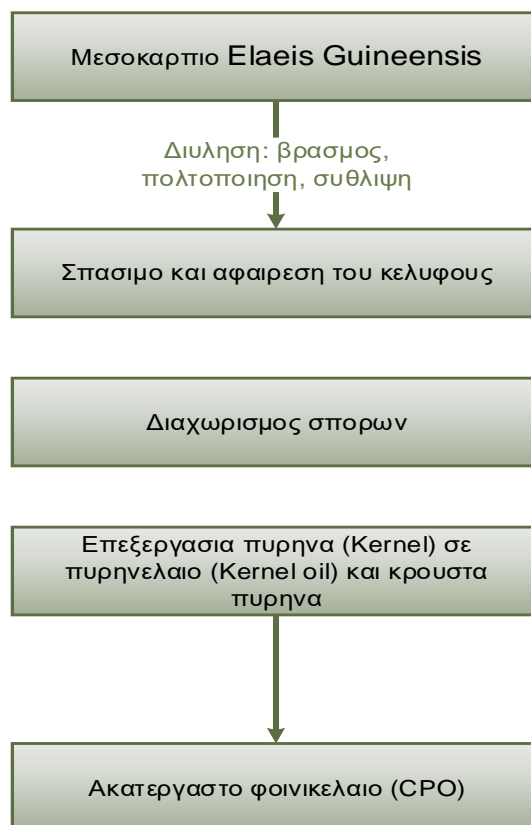 Μεσοκαρπιο Elaeis Guineensis
Διυληση: βρασμος,
πολτοποιηση, συθλιψη
Σπασιμο και αφαιρεση του κελυφους
Διαχωρισμος σπορων
Επεξεργασια πυρηνα (Kernel) σε
πυρηνελαιο (Kernel oil) και κρουστα
πυρηνα
Ακατεργαστο φοινικελαιο (CPO)